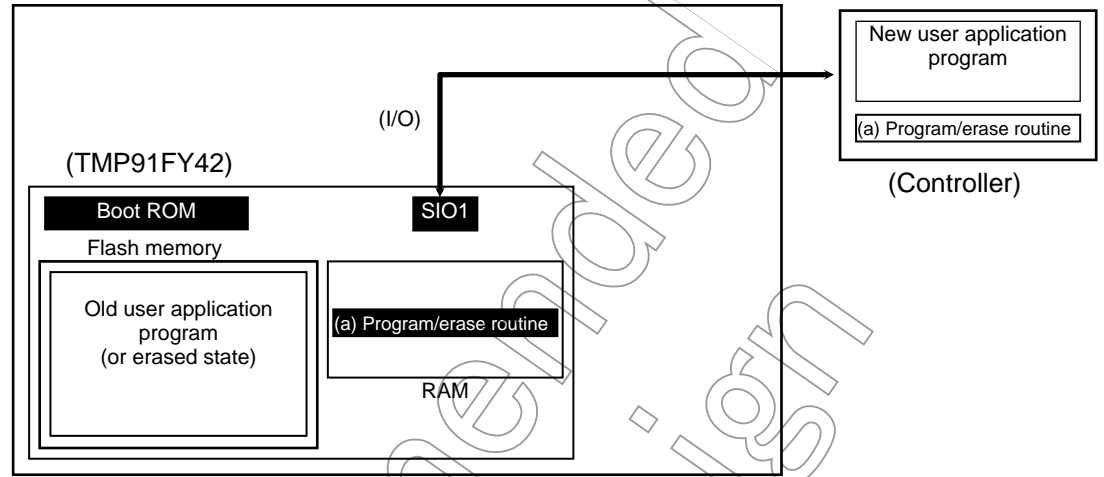 New user application
program
(I/O)
(a) Program/erase routine
(TMP91FY42)
(Controller)
Boot ROM
SIO1
Flash memory
Old user application
program
(or erased state)
(a) Program/erase routine
RAM